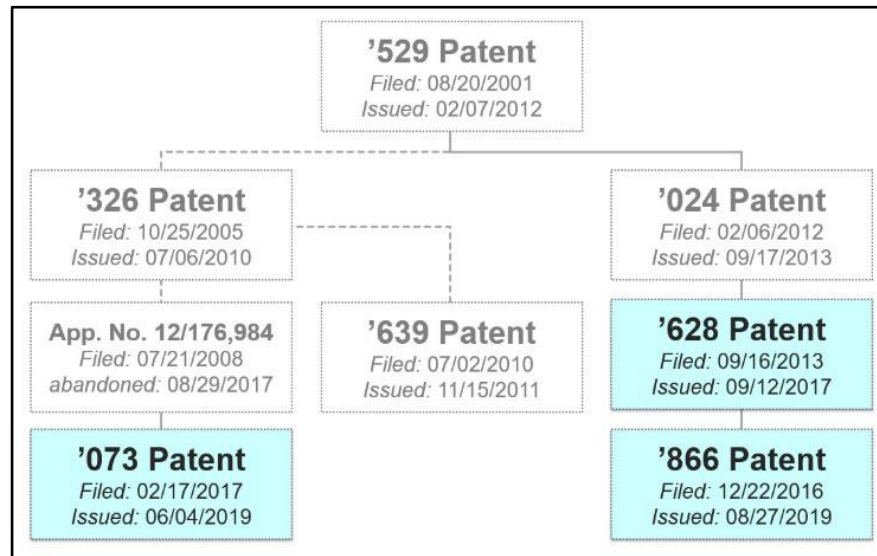 ’529 Patent
Filed: 08/20/2001
Issued: 02/07/2012
’326 Patent
Filed: 10/25/2005
Issued: 07/06/2010
’024 Patent
Filed: 02/06/2012
Issued: 09/17/2013
App. No. 12/176,984
Filed: 07/21/2008
abandoned: 08/29/2017
’639 Patent
Filed: 07/02/2010
Issued: 11/15/2011
’628 Patent
Filed: 09/16/2013
Issued: 09/12/2017
’073 Patent
Filed: 02/17/2017
Issued: 06/04/2019
’866 Patent
Filed: 12/22/2016
Issued: 08/27/2019